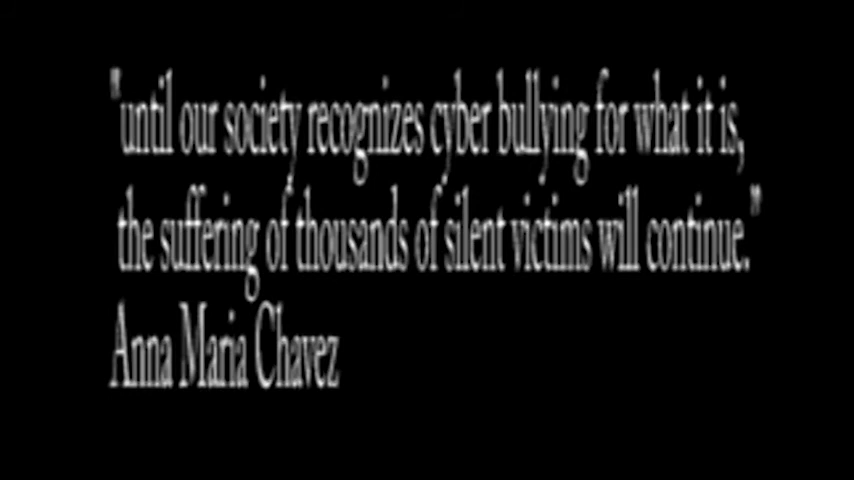 "until our society recognizes cyber bullying for what it is,
the suffering of thousands of silent victims will continue."
Anna Maria Chavez